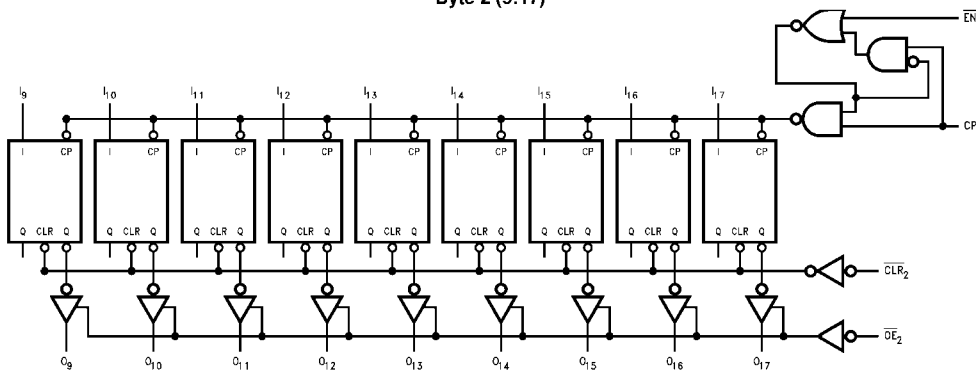 Byte 2 (9:17)
EN
I9 I10 I11 I12 I13 I14 I15 I16 I17
CP
I CP I CP I CP I CP I CP I CP I CP I CP I CP
Q CLR Q Q CLR Q Q CLR Q Q CLR Q Q CLR Q Q CLR Q Q CLR Q Q CLR Q Q CLR Q
CLR2
OE2
O9 O10 O11 O12 O13 O14 O15 O16 O17